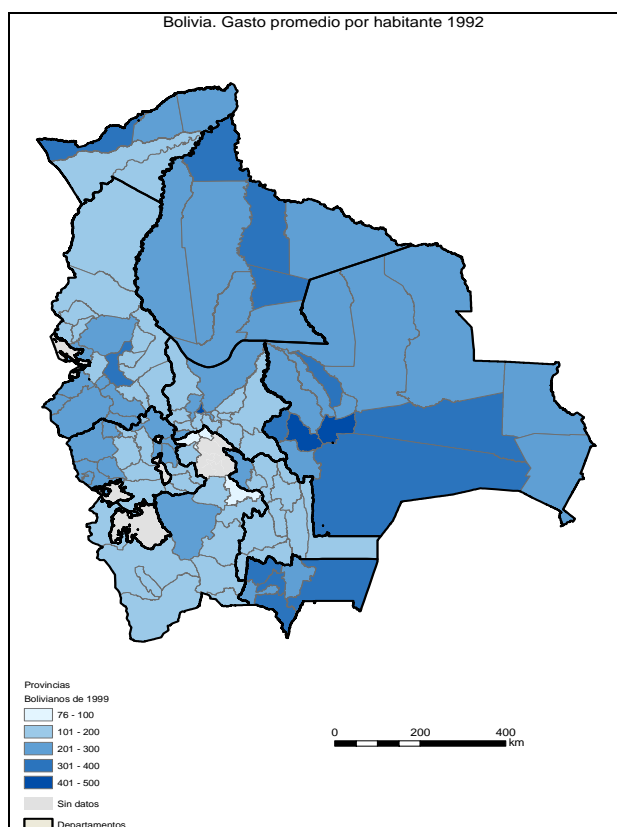 Bolivia. Gasto promedio por habitante 1992
Provincias
Bolivianos de 1999
76 - 100
101 - 200
201 - 300
301 - 400
401 - 500
Sin datos
Departamentos
0 200 400
km